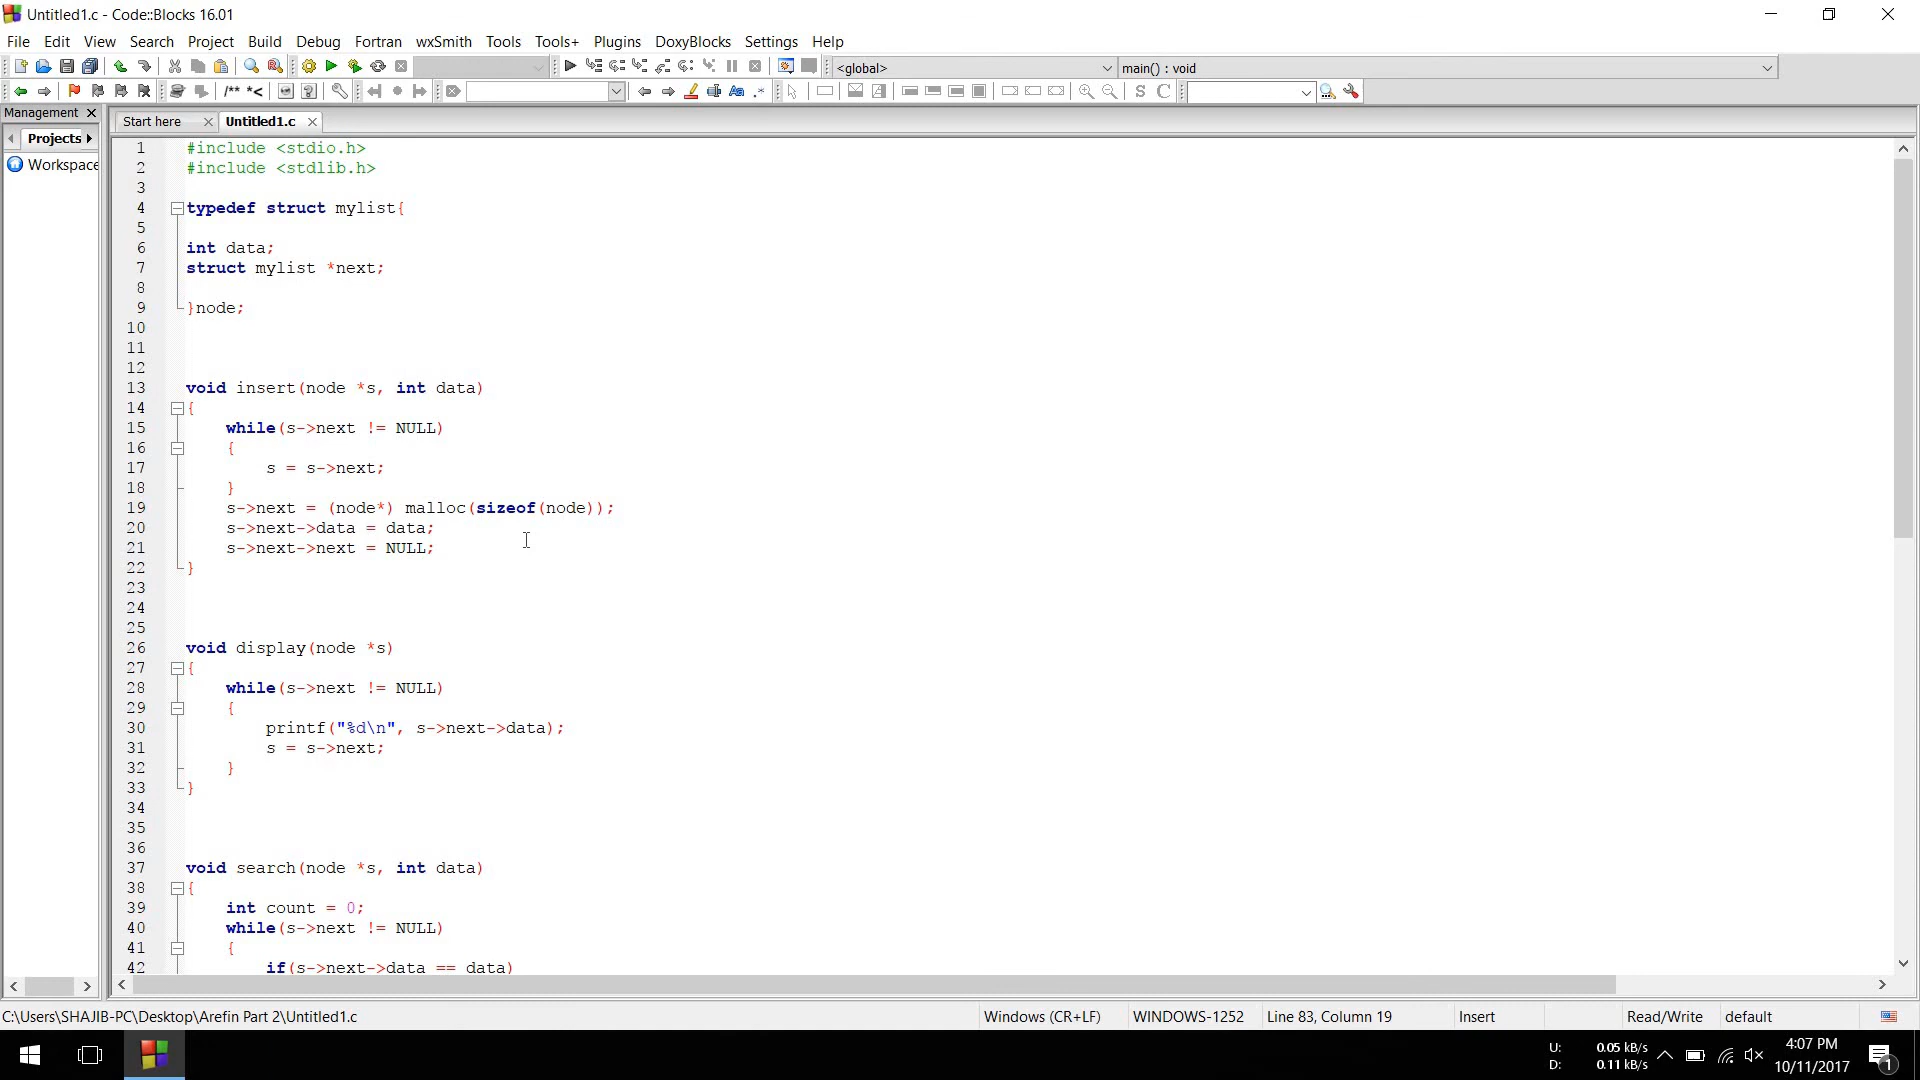 Untitled1.c - Code::Blocks 16.01
File Edit View Search Project Build Debug Fortran wxSmith Tools Tools+ Plugins DoxyBlocks Settings Help
<global> main() : void
/** *< Aa .* S C
Management
Start here Untitled1.c
Projects
Workspace
1 #include <stdio.h>
2 #include <stdlib.h>
3
4 typedef struct mylist{
5
6 int data;
7 struct mylist *next;
8
9 }node;
10
11
12
13 void insert(node *s, int data)
14 {
15 while(s->next != NULL)
16 {
17 s = s->next;
18 }
19 s->next = (node*) malloc(sizeof(node));
20 s->next->data = data;
21 s->next->next = NULL;
22 }
23
24
25
26 void display(node *s)
27 {
28 while(s->next != NULL)
29 {
30 printf("%d\n", s->next->data);
31 s = s->next;
32 }
33 }
34
35
36
37 void search(node *s, int data)
38 {
39 int count = 0;
40 while(s->next != NULL)
41 {
42 if(s->next->data == data)
C:\Users\SHAJIB-PC\Desktop\Arefin Part 2\Untitled1.c Windows (CR+LF) WINDOWS-1252 Line 83, Column 19 Insert Read/Write default
U: 0.05 kB/s
D: 0.11 kB/s
4:07 PM
10/11/2017
1